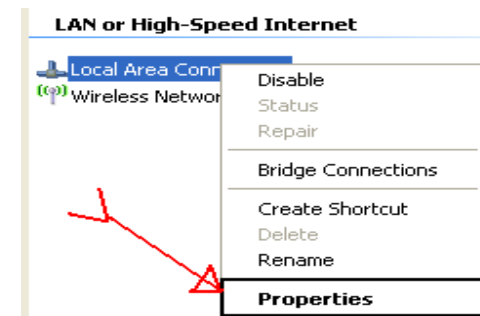 LAN or High-Speed Internet
Local Area Conn
Wireless Networ
Disable
Status
Repair
Bridge Connections
Create Shortcut
Delete
Rename
Properties